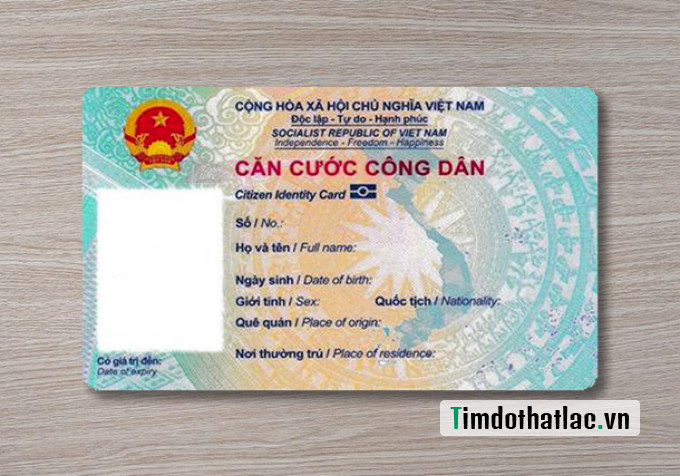 CỘNG HÒA XÃ HỘI CHỦ NGHĨA VIỆT NAM
Độc lập - Tự do - Hạnh phúc
SOCIALIST REPUBLIC OF VIET NAM
Independence - Freedom - Happiness
CĂN CƯỚC CÔNG DÂN
Citizen Identity Card
Số / No.:
Họ và tên / Full name:
Ngày sinh / Date of birth:
Giới tính / Sex: Quốc tịch / Nationality:
Quê quán / Place of origin:
Nơi thường trú / Place of residence:
Có giá trị đến:
Date of expiry
Timdothatlac.vn